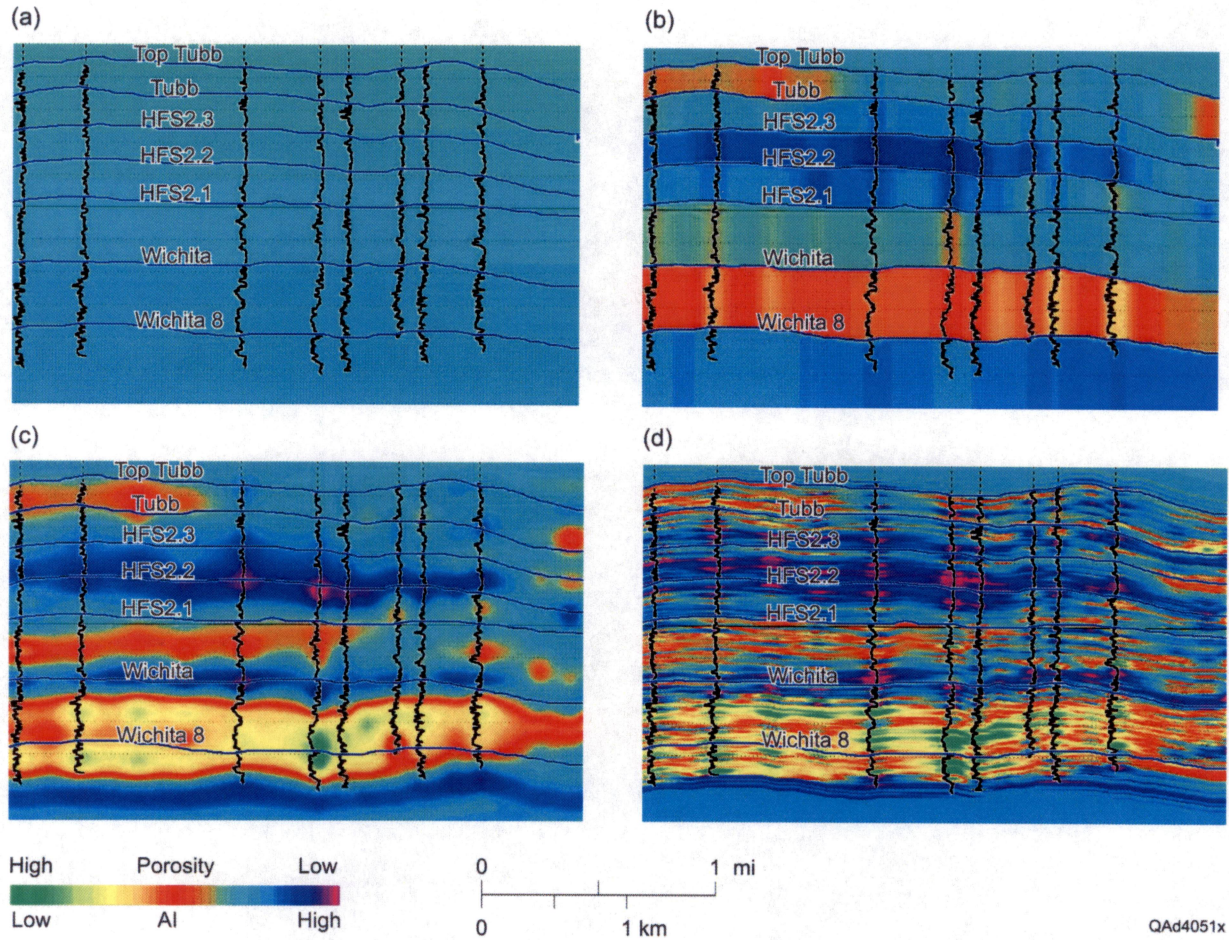 (a)
Top Tubb
Tubb
HFS2.3
HFS2.2
HFS2.1
Wichita
Wichita 8
(b)
Top Tubb
Tubb
HFS2.3
HFS2.2
HFS2.1
Wichita
Wichita 8
(c)
Top Tubb
Tubb
HFS2.3
HFS2.2
HFS2.1
Wichita
Wichita 8
(d)
Top Tubb
Tubb
HFS2.3
HFS2.2
HFS2.1
Wichita
Wichita 8
High Porosity Low
Low AI High
0 1 mi
0 1 km
QAd4051x